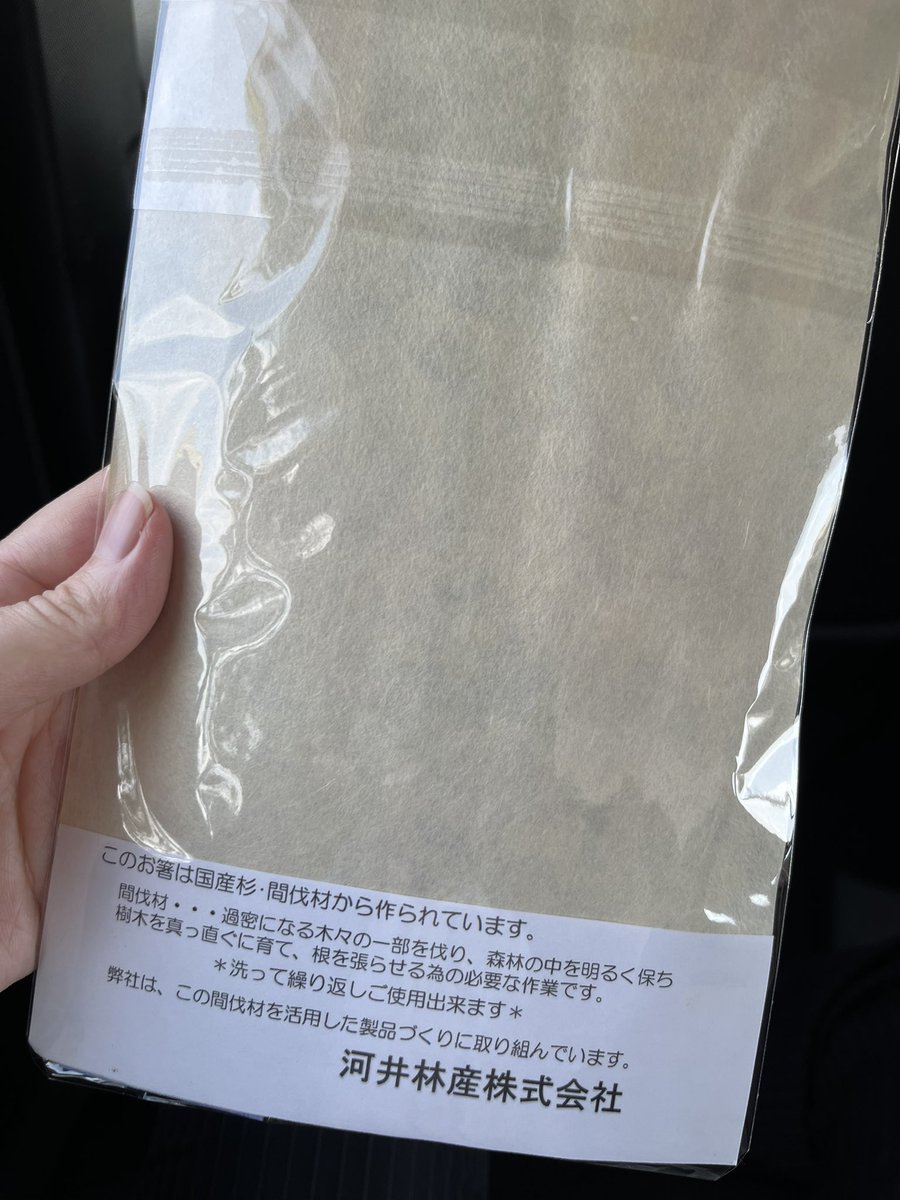 このお箸は国産杉・間伐材から作られています。
間伐材・・・過密になる木々の一部を伐り、森林の中を明るく保ち
樹木を真っ直ぐに育て、根を張らせる為の必要な作業です。
＊洗って繰り返しご使用出来ます＊
弊社は、この間伐材を活用した製品づくりに取り組んでいます。
河井林産株式会社